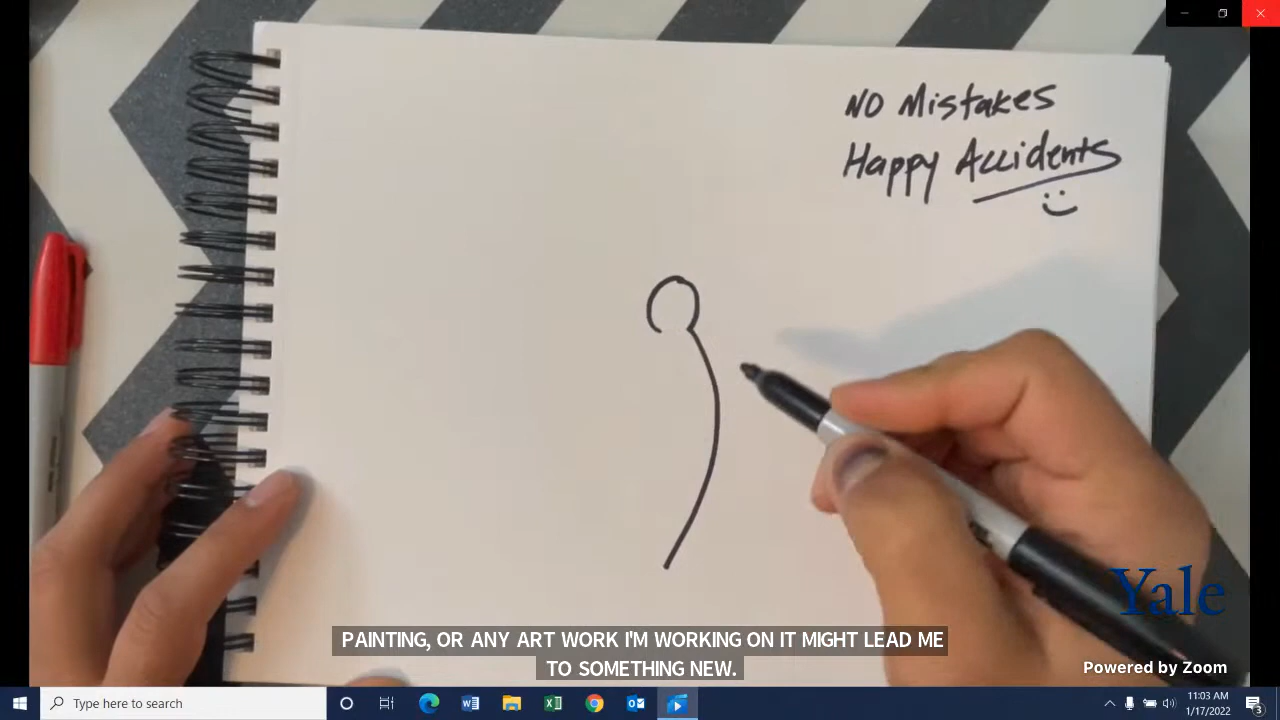 NO Mistakes
Happy Accidents
Yale
PAINTING, OR ANY ART WORK I'M WORKING ON IT MIGHT LEAD ME
TO SOMETHING NEW.
Powered by Zoom
Type here to search
11:03 AM
1/17/2022
3